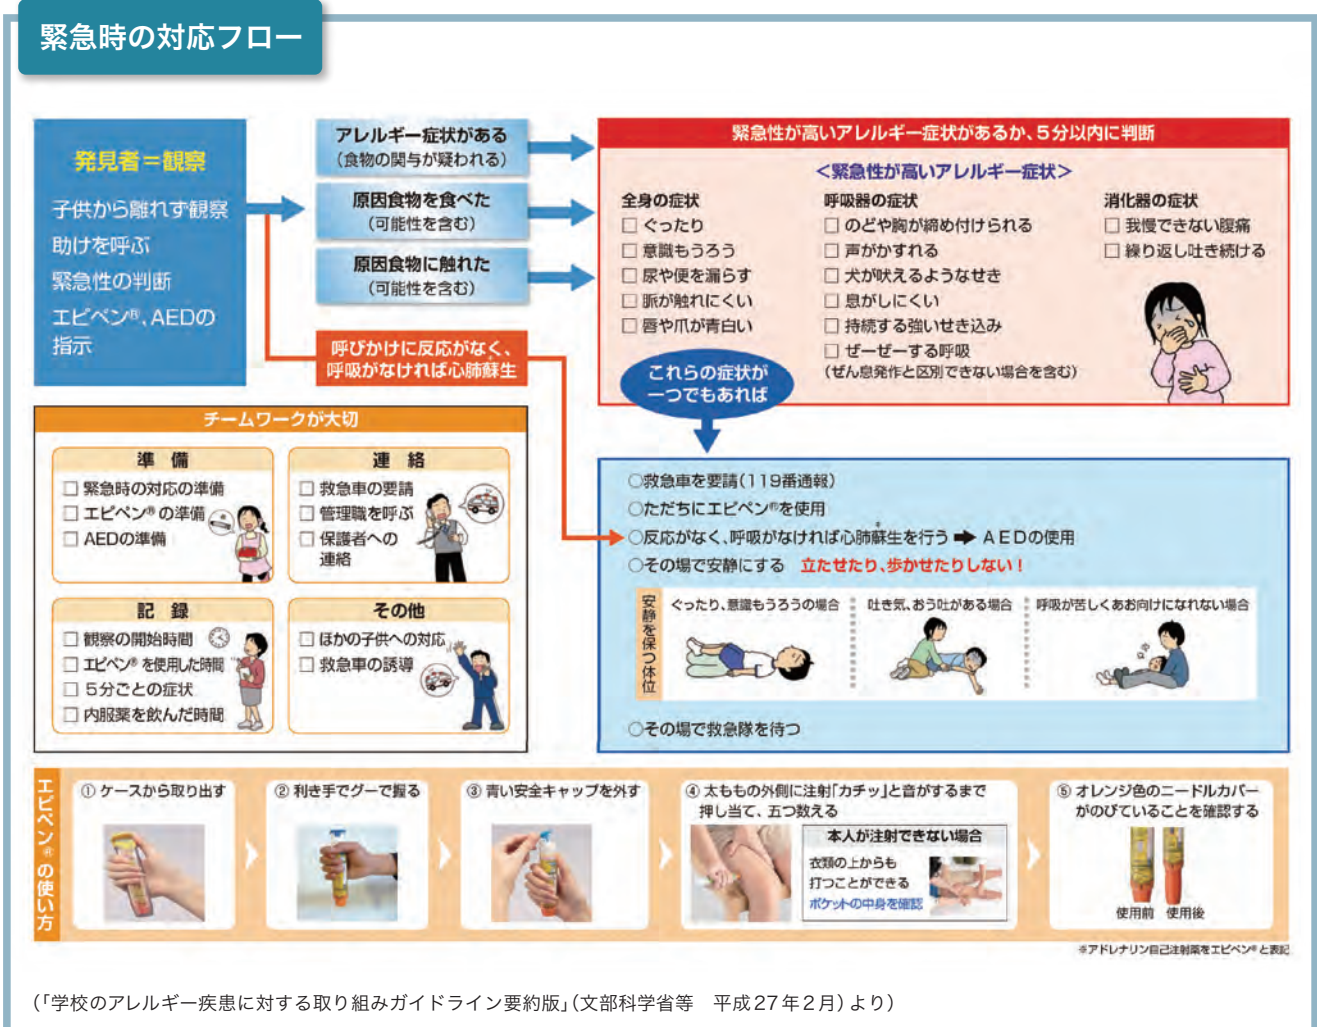 緊急時の対応フロー
発見者＝観察
子供から離れず観察
助けを呼ぶ
緊急性の判断
エピペン®、AEDの
指示
アレルギー症状がある
（食物の関与が疑われる）
原因食物を食べた
（可能性を含む）
原因食物に触れた
（可能性を含む）
呼びかけに反応がなく、
呼吸がなければ心肺蘇生
緊急性が高いアレルギー症状があるか、5分以内に判断
＜緊急性が高いアレルギー症状＞
全身の症状
□ ぐったり
□ 意識もうろう
□ 尿や便を漏らす
□ 脈が触れにくい
□ 唇や爪が青白い
呼吸器の症状
□ のどや胸が締め付けられる
□ 声がかすれる
□ 犬が吠えるようなせき
□ 息がしにくい
□ 持続する強いせき込み
□ ぜーぜーする呼吸
（ぜん息発作と区別できない場合を含む）
消化器の症状
□ 我慢できない腹痛
□ 繰り返し吐き続ける
これらの症状が
一つでもあれば
チームワークが大切
準 備
□ 緊急時の対応の準備
□ エピペン®の準備
□ AEDの準備
連 絡
□ 救急車の要請
□ 管理職を呼ぶ
□ 保護者への
連絡
記 録
□ 観察の開始時間
□ エピペン®を使用した時間
□ 5分ごとの症状
□ 内服薬を飲んだ時間
その他
□ ほかの子供への対応
□ 救急車の誘導
○救急車を要請（119番通報）
○ただちにエピペン®を使用
○反応がなく、呼吸がなければ心肺蘇生を行う ➡ AEDの使用
○その場で安静にする 立たせたり、歩かせたりしない！
安静を保つ体位
ぐったり、意識もうろうの場合
吐き気、おう吐がある場合
呼吸が苦しくあお向けになれない場合
○その場で救急隊を待つ
エピペン®の使い方
① ケースから取り出す
② 利き手でグーで握る
③ 青い安全キャップを外す
④ 太ももの外側に注射「カチッ」と音がするまで
押し当て、五つ数える
本人が注射できない場合
衣類の上からも
打つことができる
ポケットの中身を確認
⑤ オレンジ色のニードルカバー
がのびていることを確認する
使用前 使用後
※アドレナリン自己注射薬をエピペン®と表記
（「学校のアレルギー疾患に対する取り組みガイドライン要約版」（文部科学省等 平成27年2月）より）